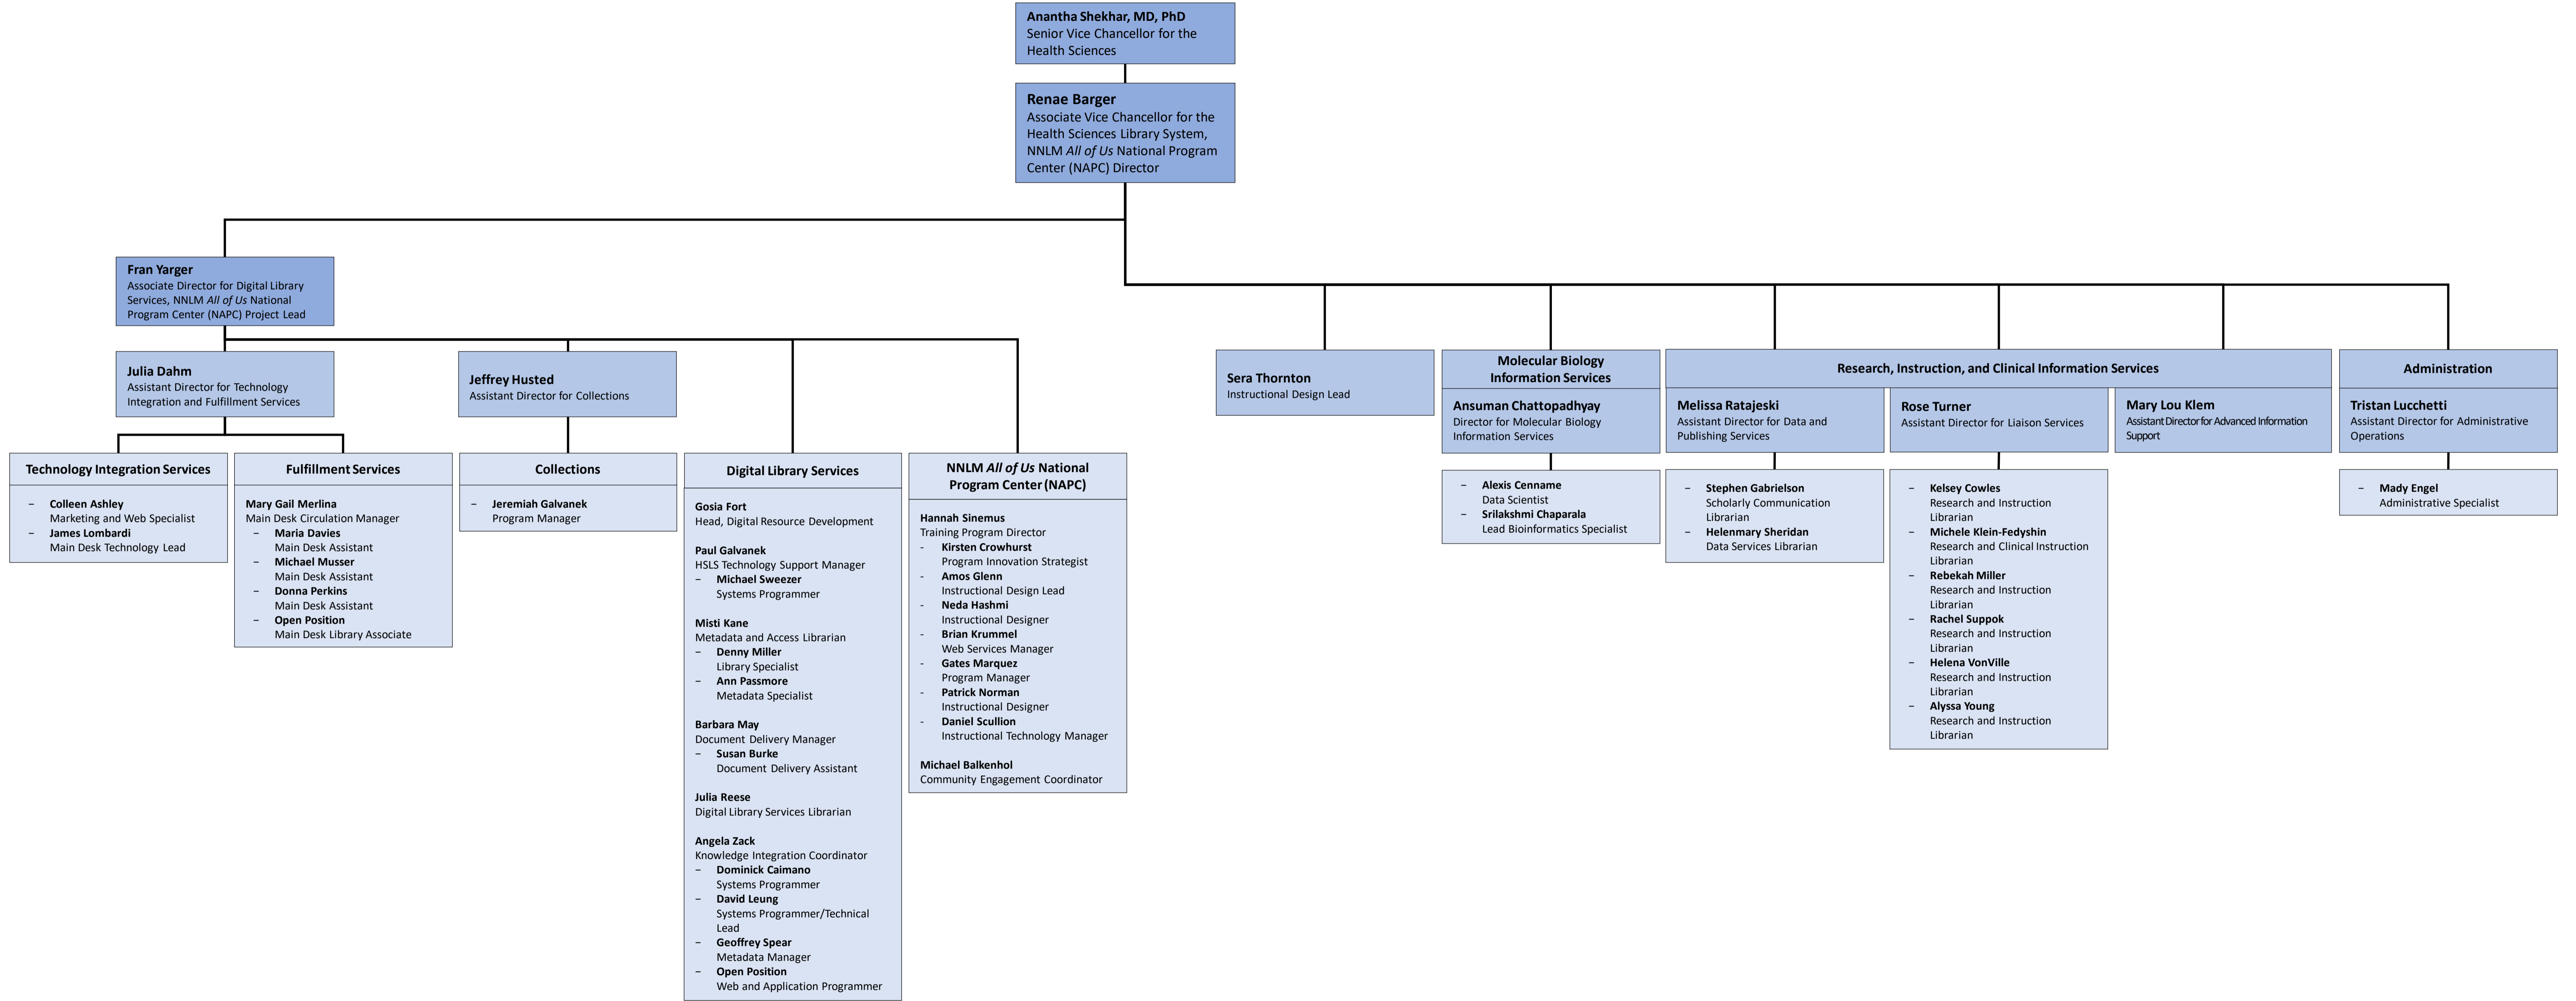 Anantha Shekhar, MD, PhD
Senior Vice Chancellor for the
Health Sciences
Renae Barger
Associate Vice Chancellor for the
Health Sciences Library System,
NNLM All of Us National Program
Center (NAPC) Director
Fran Yarger
Associate Director for Digital Library
Services, NNLM All of Us National
Program Center (NAPC) Project Lead
Julia Dahm
Assistant Director for Technology
Integration and Fulfillment Services
Jeffrey Husted
Assistant Director for Collections
Technology Integration Services
– Colleen Ashley
Marketing and Web Specialist
– James Lombardi
Main Desk Technology Lead
Fulfillment Services
Mary Gail Merlina
Main Desk Circulation Manager
– Maria Davies
Main Desk Assistant
– Michael Musser
Main Desk Assistant
– Donna Perkins
Main Desk Assistant
– Open Position
Main Desk Library Associate
Collections
– Jeremiah Galvanek
Program Manager
Digital Library Services
Gosia Fort
Head, Digital Resource Development
Paul Galvanek
HSLS Technology Support Manager
– Michael Sweezer
Systems Programmer
Misti Kane
Metadata and Access Librarian
– Denny Miller
Library Specialist
– Ann Passmore
Metadata Specialist
Barbara May
Document Delivery Manager
– Susan Burke
Document Delivery Assistant
Julia Reese
Digital Library Services Librarian
Angela Zack
Knowledge Integration Coordinator
– Dominick Caimano
Systems Programmer
– David Leung
Systems Programmer/Technical
Lead
– Geoffrey Spear
Metadata Manager
– Open Position
Web and Application Programmer
NNLM All of Us National
Program Center (NAPC)
Hannah Sinemus
Training Program Director
- Kirsten Crowhurst
Program Innovation Strategist
- Amos Glenn
Instructional Design Lead
- Neda Hashmi
Instructional Designer
- Brian Krummel
Web Services Manager
- Gates Marquez
Program Manager
- Patrick Norman
Instructional Designer
- Daniel Scullion
Instructional Technology Manager
Michael Balkenhol
Community Engagement Coordinator
Sera Thornton
Instructional Design Lead
Molecular Biology
Information Services
Ansuman Chattopadhyay
Director for Molecular Biology
Information Services
– Alexis Cenname
Data Scientist
– Srilakshmi Chaparala
Lead Bioinformatics Specialist
Research, Instruction, and Clinical Information Services
Melissa Ratajeski
Assistant Director for Data and
Publishing Services
– Stephen Gabrielson
Scholarly Communication
Librarian
– Helenmary Sheridan
Data Services Librarian
Rose Turner
Assistant Director for Liaison Services
– Kelsey Cowles
Research and Instruction
Librarian
– Michele Klein-Fedyshin
Research and Clinical Instruction
Librarian
– Rebekah Miller
Research and Instruction
Librarian
– Rachel Suppok
Research and Instruction
Librarian
– Helena VonVille
Research and Instruction
Librarian
– Alyssa Young
Research and Instruction
Librarian
Mary Lou Klem
Assistant Director for Advanced Information
Support
Administration
Tristan Lucchetti
Assistant Director for Administrative
Operations
– Mady Engel
Administrative Specialist